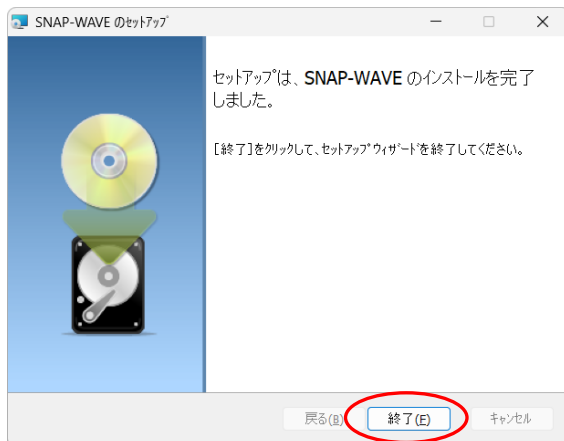 SNAP-WAVE のｾｯﾄｱｯﾌﾟ
セットアップは、SNAP-WAVE のインストールを完了
しました。
[終了]をｸﾘｯｸして、ｾｯﾄｱｯﾌﾟｳｨｻﾞｰﾄﾞを終了してください。
戻る(B)
終了(F)
ｷｬﾝｾﾙ